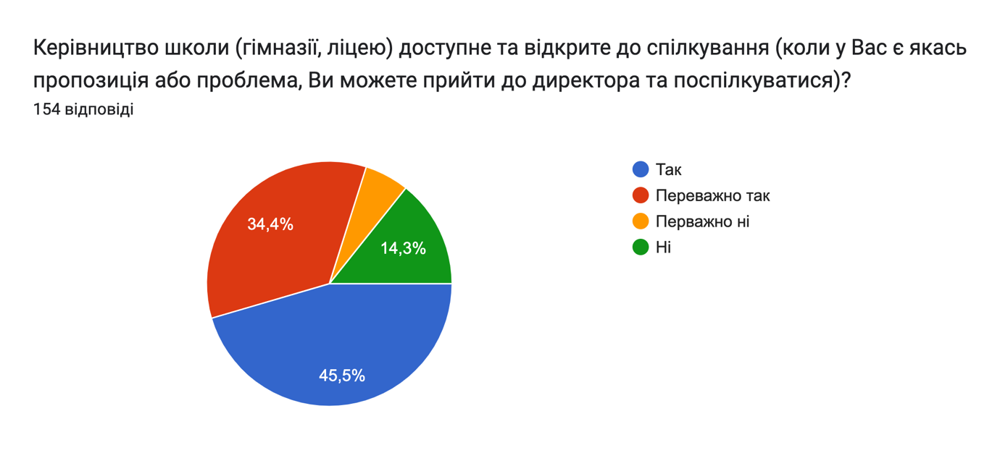 Керівництво школи (гімназії, ліцею) доступне та відкрите до спілкування (коли у Вас є якась
пропозиція або проблема, Ви можете прийти до директора та поспілкуватися)?
154 відповіді
Так
Переважно так
Перважно ні
Ні
34,4%
14,3%
45,5%